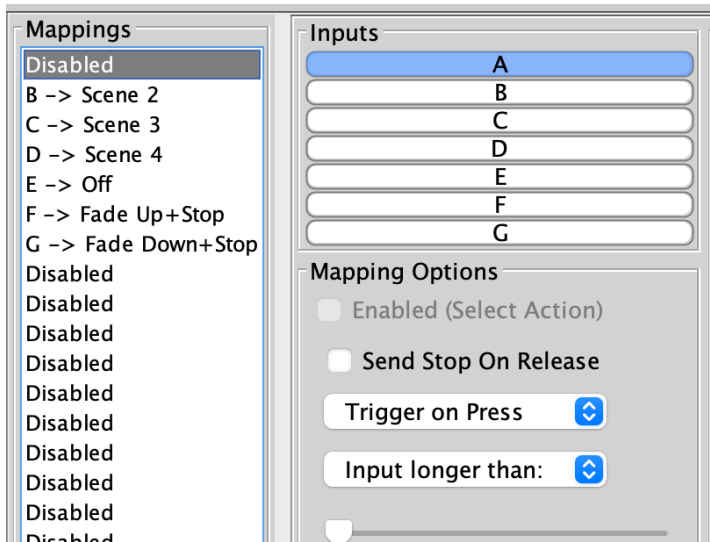 Mappings
Disabled
B -> Scene 2
C -> Scene 3
D -> Scene 4
E -> Off
F -> Fade Up+Stop
G -> Fade Down+Stop
Disabled
Disabled
Disabled
Disabled
Disabled
Disabled
Disabled
Disabled
Disabled
Disabled
Inputs
A
B
C
D
E
F
G
Mapping Options
Enabled (Select Action)
Send Stop On Release
Trigger on Press
Input longer than: